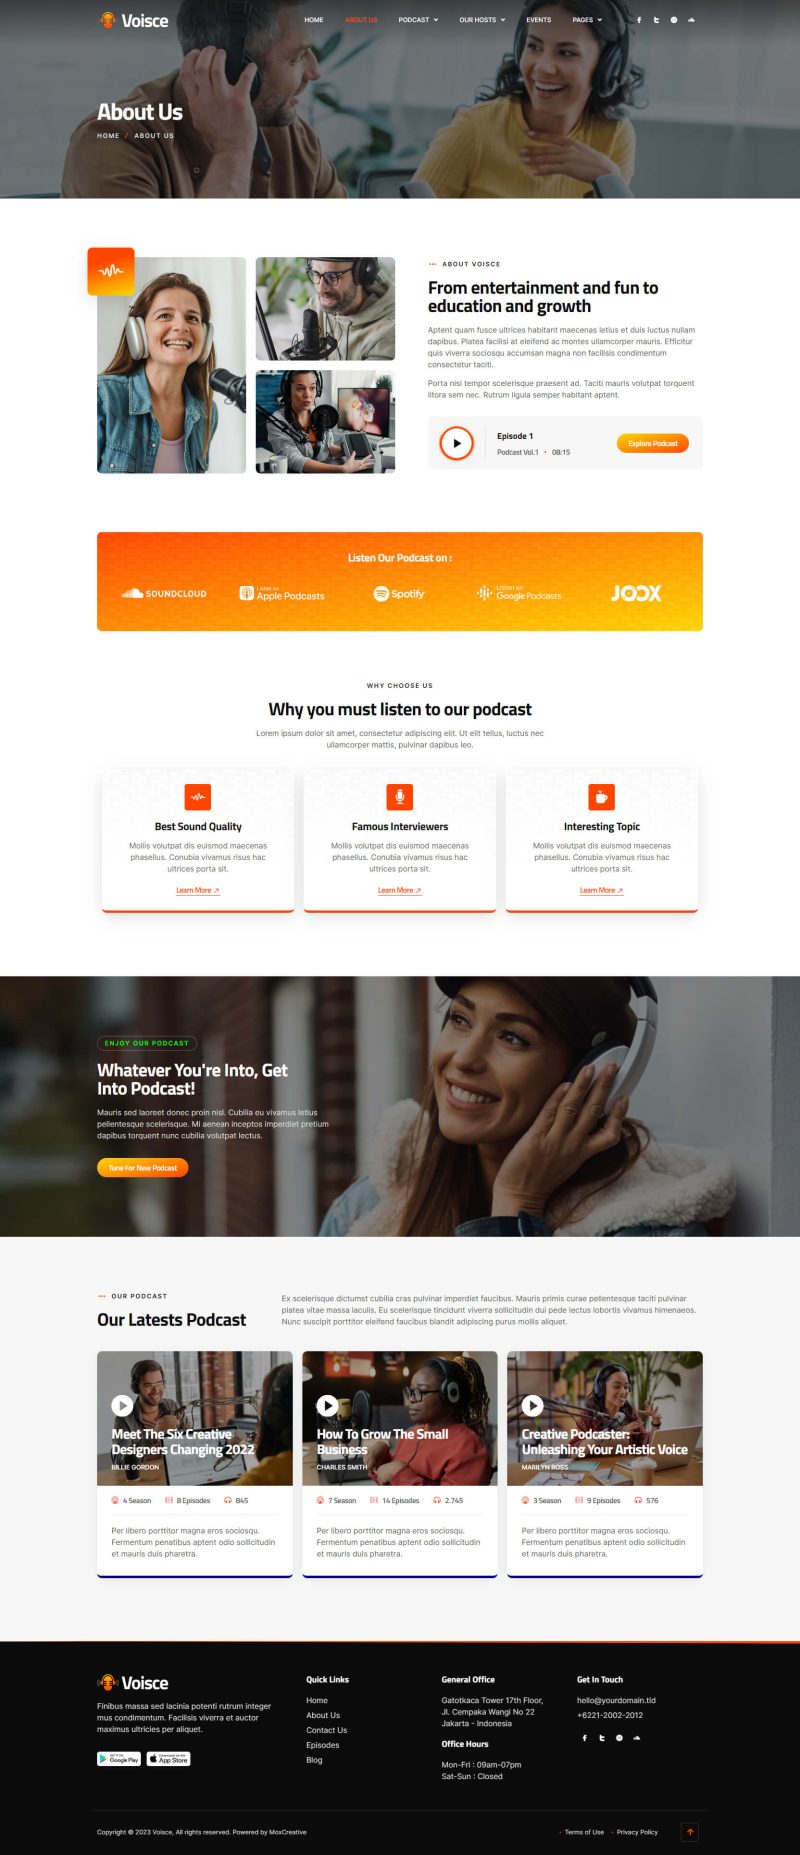 Voisce
HOME
ABOUT US
PODCAST
OUR HOSTS
EVENTS
PAGES
About Us
HOME / ABOUT US
ABOUT VOISCE
From entertainment and fun to
education and growth
Aptent quam fusce ultrices habitant maecenas letius et duis luctus nullam
dapibus. Platea facilisi at eleifend ac montes ullamcorper mauris. Efficitur
quis viverra sociosqu accumsan magna non facilisis condimentum
consectetur taciti.
Porta nisi tempor scelerisque praesent ad. Taciti mauris volutpat torquent
litora sem nec. Rutrum ligula semper habitant aptent.
Episode 1
Podcast Vol.1 • 08:15
Explore Podcast
Listen Our Podcast on :
SOUNDCLOUD
Listen on
Apple Podcasts
Spotify
Listen on
Google Podcasts
JOOX
WHY CHOOSE US
Why you must listen to our podcast
Lorem ipsum dolor sit amet, consectetur adipiscing elit. Ut elit tellus, luctus nec
ullamcorper mattis, pulvinar dapibus leo.
Best Sound Quality
Mollis volutpat dis euismod maecenas
phasellus. Conubia vivamus risus hac
ultrices porta sit.
Learn More
Famous Interviewers
Mollis volutpat dis euismod maecenas
phasellus. Conubia vivamus risus hac
ultrices porta sit.
Learn More
Interesting Topic
Mollis volutpat dis euismod maecenas
phasellus. Conubia vivamus risus hac
ultrices porta sit.
Learn More
ENJOY OUR PODCAST
Whatever You're Into, Get
Into Podcast!
Mauris sed laoreet donec proin nisl. Cubilia eu vivamus letius
pellentesque scelerisque. Mi aenean inceptos imperdiet pretium
dapibus torquent nunc cubilia volutpat lectus.
Tune For New Podcast
OUR PODCAST
Our Latests Podcast
Ex scelerisque dictumst cubilia cras pulvinar imperdiet faucibus. Mauris primis curae pellentesque taciti pulvinar
platea vitae massa iaculis. Eu scelerisque tincidunt viverra sollicitudin dui pede lectus lobortis vivamus himenaeos.
Nunc suscipit porttitor eleifend faucibus blandit adipiscing purus mollis aliquet.
Meet The Six Creative
Designers Changing 2022
BILLIE GORDON
4 Season
8 Episodes
845
Per libero porttitor magna eros sociosqu.
Fermentum penatibus aptent odio sollicitudin
et mauris duis pharetra.
How To Grow The Small
Business
CHARLES SMITH
7 Season
14 Episodes
2.745
Per libero porttitor magna eros sociosqu.
Fermentum penatibus aptent odio sollicitudin
et mauris duis pharetra.
Creative Podcaster:
Unleashing Your Artistic Voice
MARILYN ROSS
3 Season
9 Episodes
576
Per libero porttitor magna eros sociosqu.
Fermentum penatibus aptent odio sollicitudin
et mauris duis pharetra.
Voisce
Finibus massa sed lacinia potenti rutrum integer
mus condimentum. Facilisis viverra et auctor
maximus ultricies per aliquet.
GET IT ON
Google Play
Download on the
App Store
Quick Links
Home
About Us
Contact Us
Episodes
Blog
General Office
Gatotkaca Tower 17th Floor,
Jl. Cempaka Wangi No 22
Jakarta - Indonesia
Office Hours
Mon-Fri : 09am-07pm
Sat-Sun : Closed
Get In Touch
hello@yourdomain.tld
+6221-2002-2012
Copyright © 2023 Voisce, All rights reserved. Powered by MoxCreative
• Terms of Use • Privacy Policy